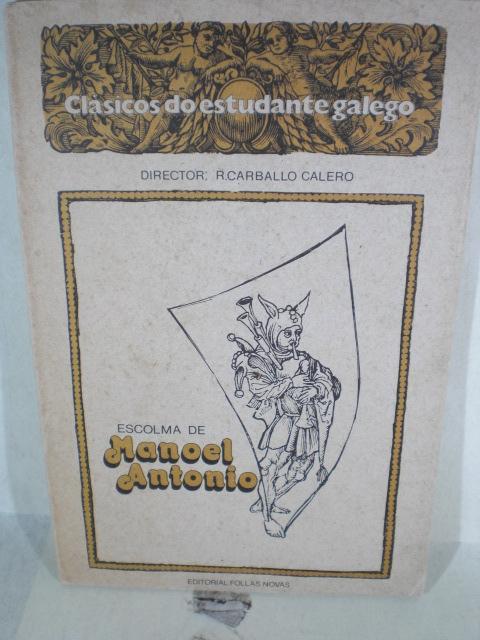 Clásicos do estudante galego
DIRECTOR: R.CARBALLO CALERO
ESCOLMA DE
Manoel
Antonio
EDITORIAL FOLLAS NOVAS